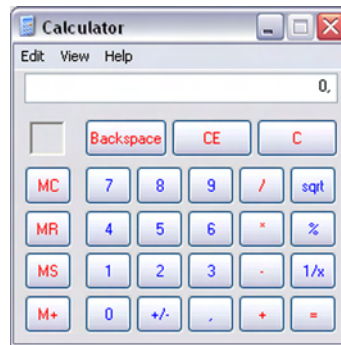 Calculator
Edit View Help
0,
Backspace CE C
MC 7 8 9 / sqrt
MR 4 5 6 * %
MS 1 2 3 - 1/x
M+ 0 +/- , + =